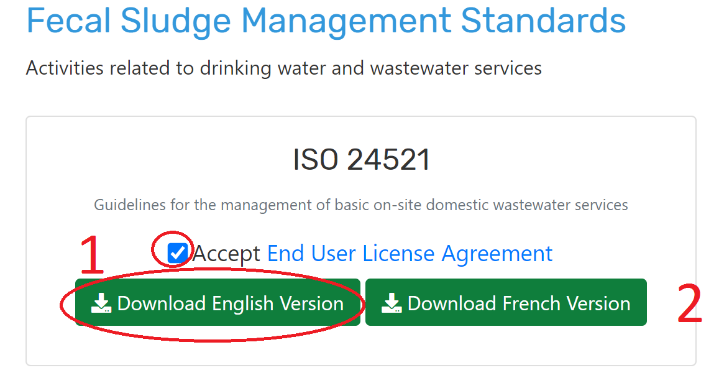 Fecal Sludge Management Standards
Activities related to drinking water and wastewater services
ISO 24521
Guidelines for the management of basic on-site domestic wastewater services
1
Accept End User License Agreement
Download English Version
Download French Version
2